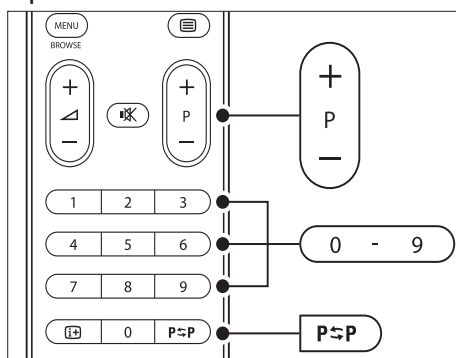 MENU
BROWSE
+ + +
P P
− − −
1 2 3
4 5 6
0 - 9
7 8 9
i+ 0 P⇆P P⇆P